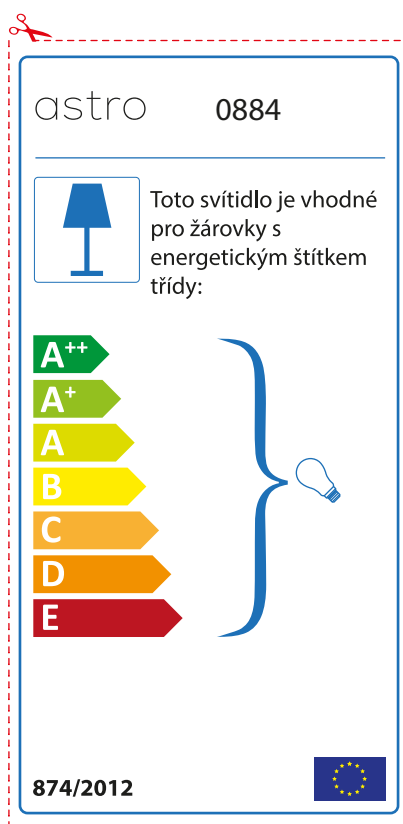 astro 0884
Toto svítidlo je vhodné
pro žárovky s
energetickým štítkem
třídy:
A++
A+
A
B
C
D
E
874/2012